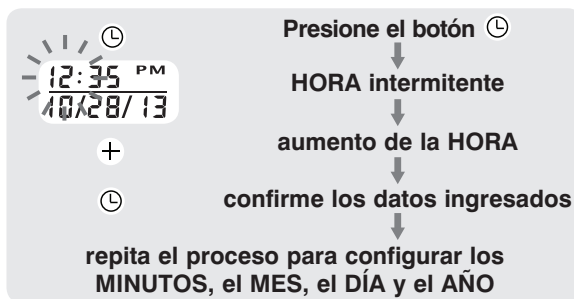 Presione el botón
12:35 PM
HORA intermitente
10/28/13
+
aumento de la HORA
confirme los datos ingresados
repita el proceso para configurar los
MINUTOS, el MES, el DÍA y el AÑO